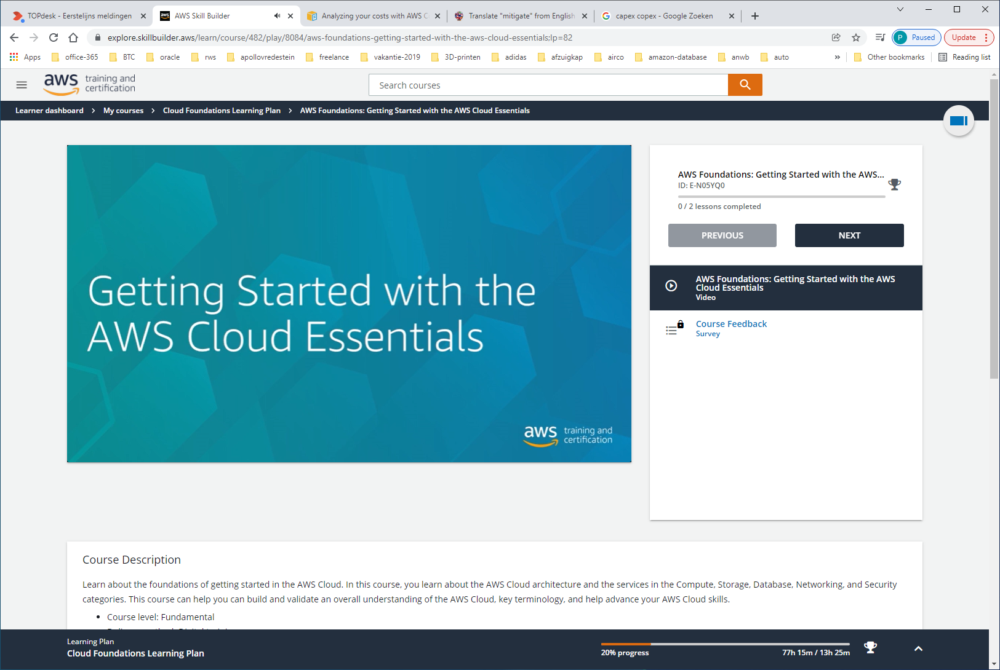 TOPdesk - Eerstelijns meldingen
AWS Skill Builder
Analyzing your costs with AWS C
Translate "mitigate" from English
capex copex - Google Zoeken
explore.skillbuilder.aws/learn/course/482/play/8084/aws-foundations-getting-started-with-the-aws-cloud-essentials;lp=82
P Paused
Update
Apps office-365 BTC oracle rws apollovredestein freelance vakantie-2019 3D-printen adidas afzuigkap airco amazon-database anwb auto » Other bookmarks Reading list
aws training and
certification
Search courses
Learner dashboard > My courses > Cloud Foundations Learning Plan > AWS Foundations: Getting Started with the AWS Cloud Essentials
Getting Started with the
AWS Cloud Essentials
aws training and
certification
AWS Foundations: Getting Started with the AWS...
ID: E-N05YQ0
0 / 2 lessons completed
PREVIOUS NEXT
AWS Foundations: Getting Started with the AWS
Cloud Essentials
Video
Course Feedback
Survey
Course Description
Learn about the foundations of getting started in the AWS Cloud. In this course, you learn about the AWS Cloud architecture and the services in the Compute, Storage, Database, Networking, and Security
categories. This course can help you can build and validate an overall understanding of the AWS Cloud, key terminology, and help advance your AWS Cloud skills.
• Course level: Fundamental
Learning Plan
Cloud Foundations Learning Plan
20% progress
77h 15m / 13h 25m